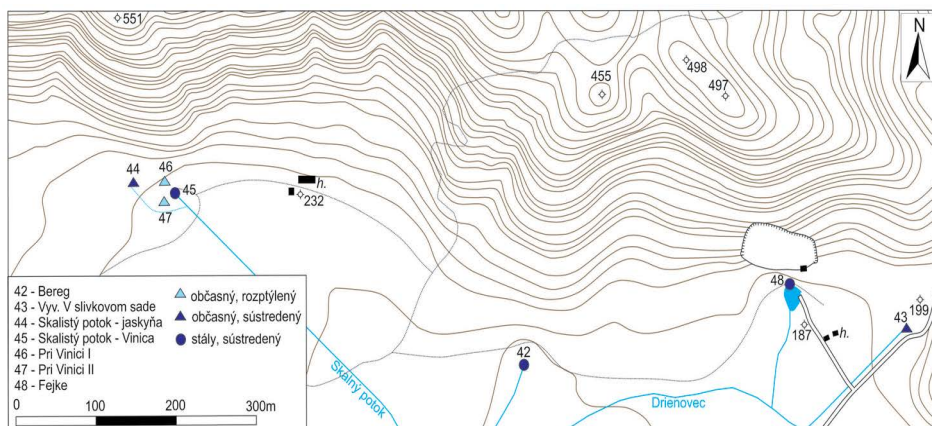 551
N
498
455
497
46
44
45
h.
47
232
48
42 - Bereg
43 - Vyv. V slivkovom sade
44 - Skalistý potok - jaskyňa
45 - Skalistý potok - Vinica
46 - Pri Vinici I
47 - Pri Vinici II
48 - Fejke
občasný, rozptýlený
občasný, sústredený
stály, sústredený
0 100 200 300m
Skalný potok
42
Drienovec
187
h.
43
199